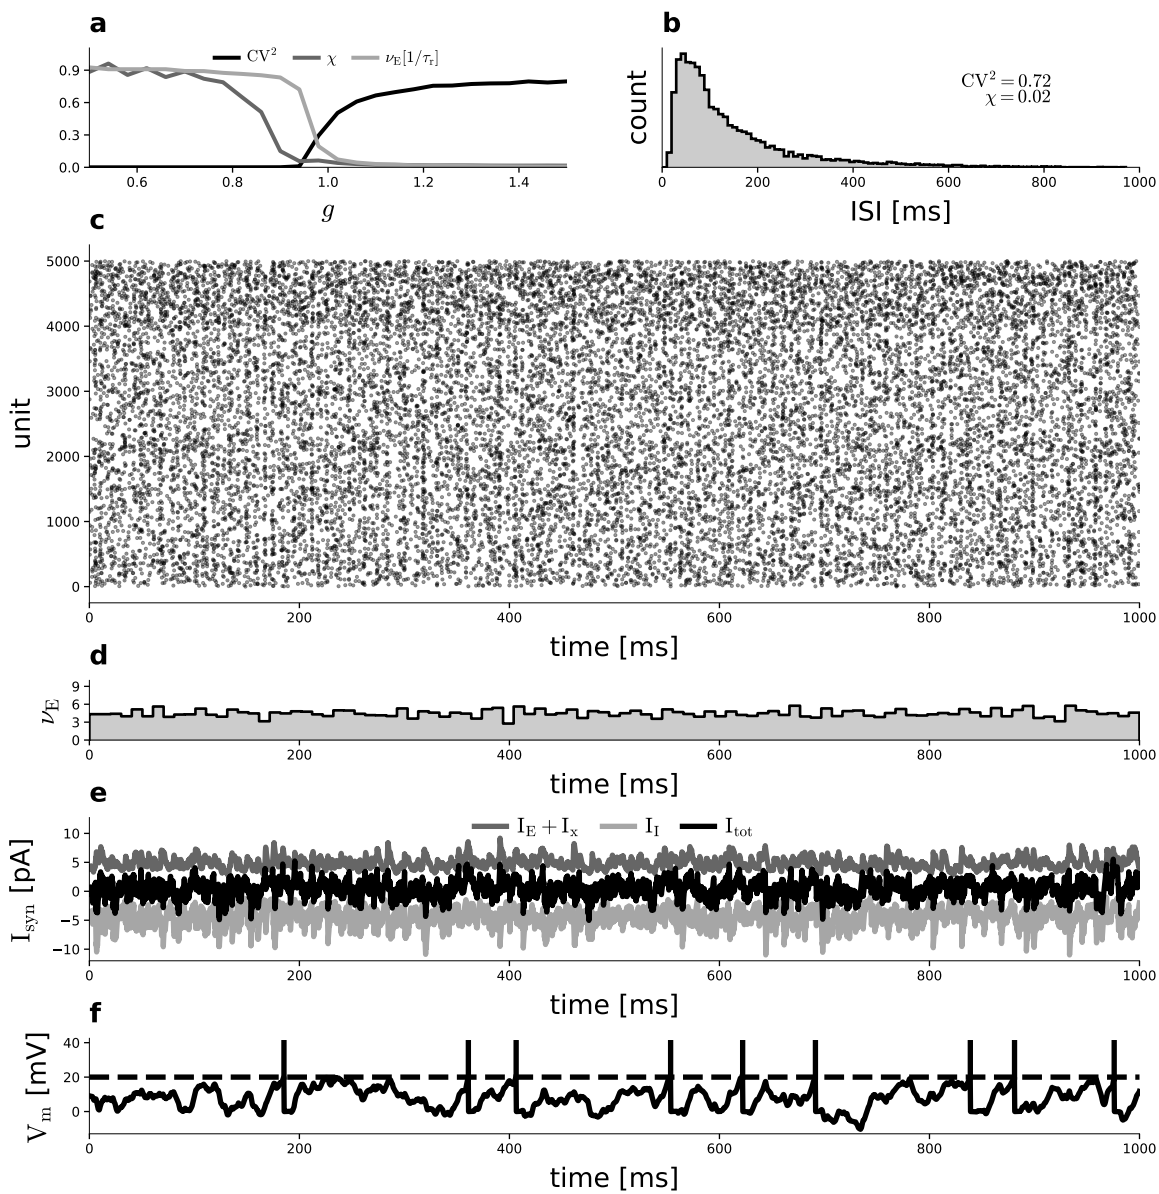 a
CV² χ ν_E[1/τ_r]
0.9
0.6
0.3
0.0
0.6 0.8 1.0 1.2 1.4
g
b
CV² = 0.72
χ = 0.02
count
0 200 400 600 800 1000
ISI [ms]
c
5000
4000
3000
2000
1000
0
unit
0 200 400 600 800 1000
time [ms]
d
9
6
3
0
ν_E
0 200 400 600 800 1000
time [ms]
e
I_E + I_x I_I I_tot
10
5
0
−5
−10
I_syn [pA]
0 200 400 600 800 1000
time [ms]
f
40
20
0
V_m [mV]
0 200 400 600 800 1000
time [ms]